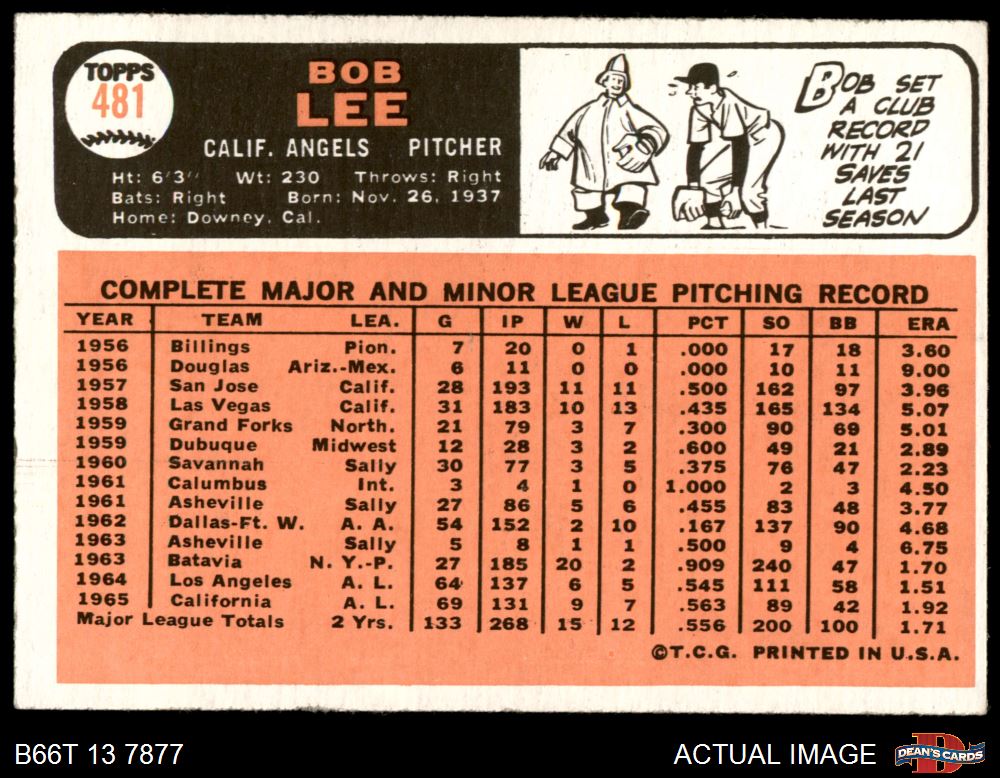 TOPPS
481
BOB
LEE
CALIF. ANGELS PITCHER
Ht: 6'3" Wt: 230 Throws: Right
Bats: Right Born: Nov. 26, 1937
Home: Downey, Cal.
BOB SET
A CLUB
RECORD
WITH 21
SAVES
LAST
SEASON
COMPLETE MAJOR AND MINOR LEAGUE PITCHING RECORD
YEAR TEAM LEA. G IP W L PCT SO BB ERA
1956 Billings Pion. 7 20 0 1 .000 17 18 3.60
1956 Douglas Ariz.-Mex. 6 11 0 0 .000 10 11 9.00
1957 San Jose Calif. 28 193 11 11 .500 162 97 3.96
1958 Las Vegas Calif. 31 183 10 13 .435 165 134 5.07
1959 Grand Forks North. 21 79 3 7 .300 90 69 5.01
1959 Dubuque Midwest 12 28 3 2 .600 49 21 2.89
1960 Savannah Sally 30 77 3 5 .375 76 47 2.23
1961 Calumbus Int. 3 4 1 0 1.000 2 3 4.50
1961 Asheville Sally 27 86 5 6 .455 83 48 3.77
1962 Dallas-Ft. W. A. A. 54 152 2 10 .167 137 90 4.68
1963 Asheville Sally 5 8 1 1 .500 9 4 6.75
1963 Batavia N. Y.-P. 27 185 20 2 .909 240 47 1.70
1964 Los Angeles A. L. 64 137 6 5 .545 111 58 1.51
1965 California A. L. 69 131 9 7 .563 89 42 1.92
Major League Totals 2 Yrs. 133 268 15 12 .556 200 100 1.71
©T.C.G. PRINTED IN U.S.A.
B66T 13 7877 ACTUAL IMAGE DEAN'S CARDS